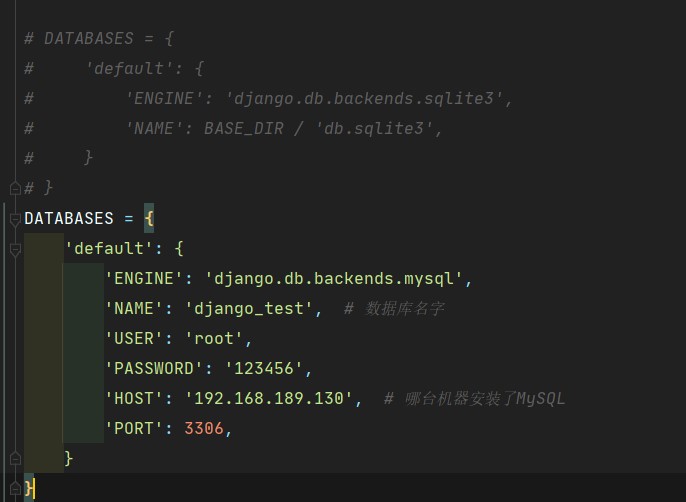 # DATABASES = {
#     'default': {
#         'ENGINE': 'django.db.backends.sqlite3',
#         'NAME': BASE_DIR / 'db.sqlite3',
#     }
# }
DATABASES = {
    'default': {
        'ENGINE': 'django.db.backends.mysql',
        'NAME': 'django_test',  # 数据库名字
        'USER': 'root',
        'PASSWORD': '123456',
        'HOST': '192.168.189.130',  # 哪台机器安装了MySQL
        'PORT': 3306,
    }
}